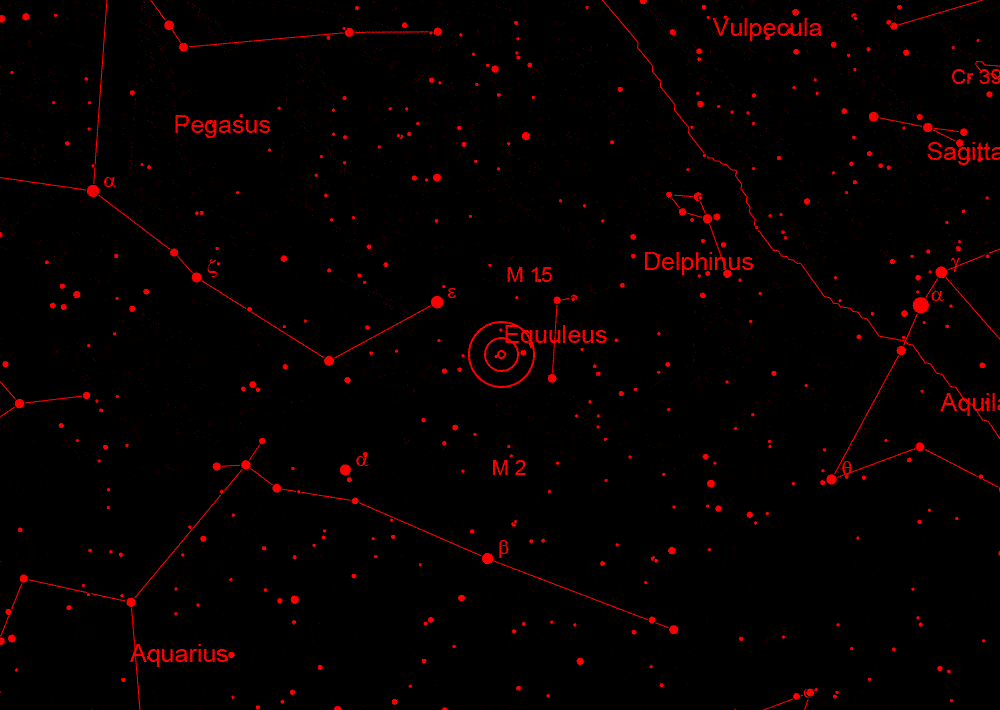 Vulpecula
Cr 39
Pegasus
Sagitta
α
Delphinus
γ
ζ
M 15
ε
α
Equuleus
Aquila
α
θ
M 2
β
Aquarius